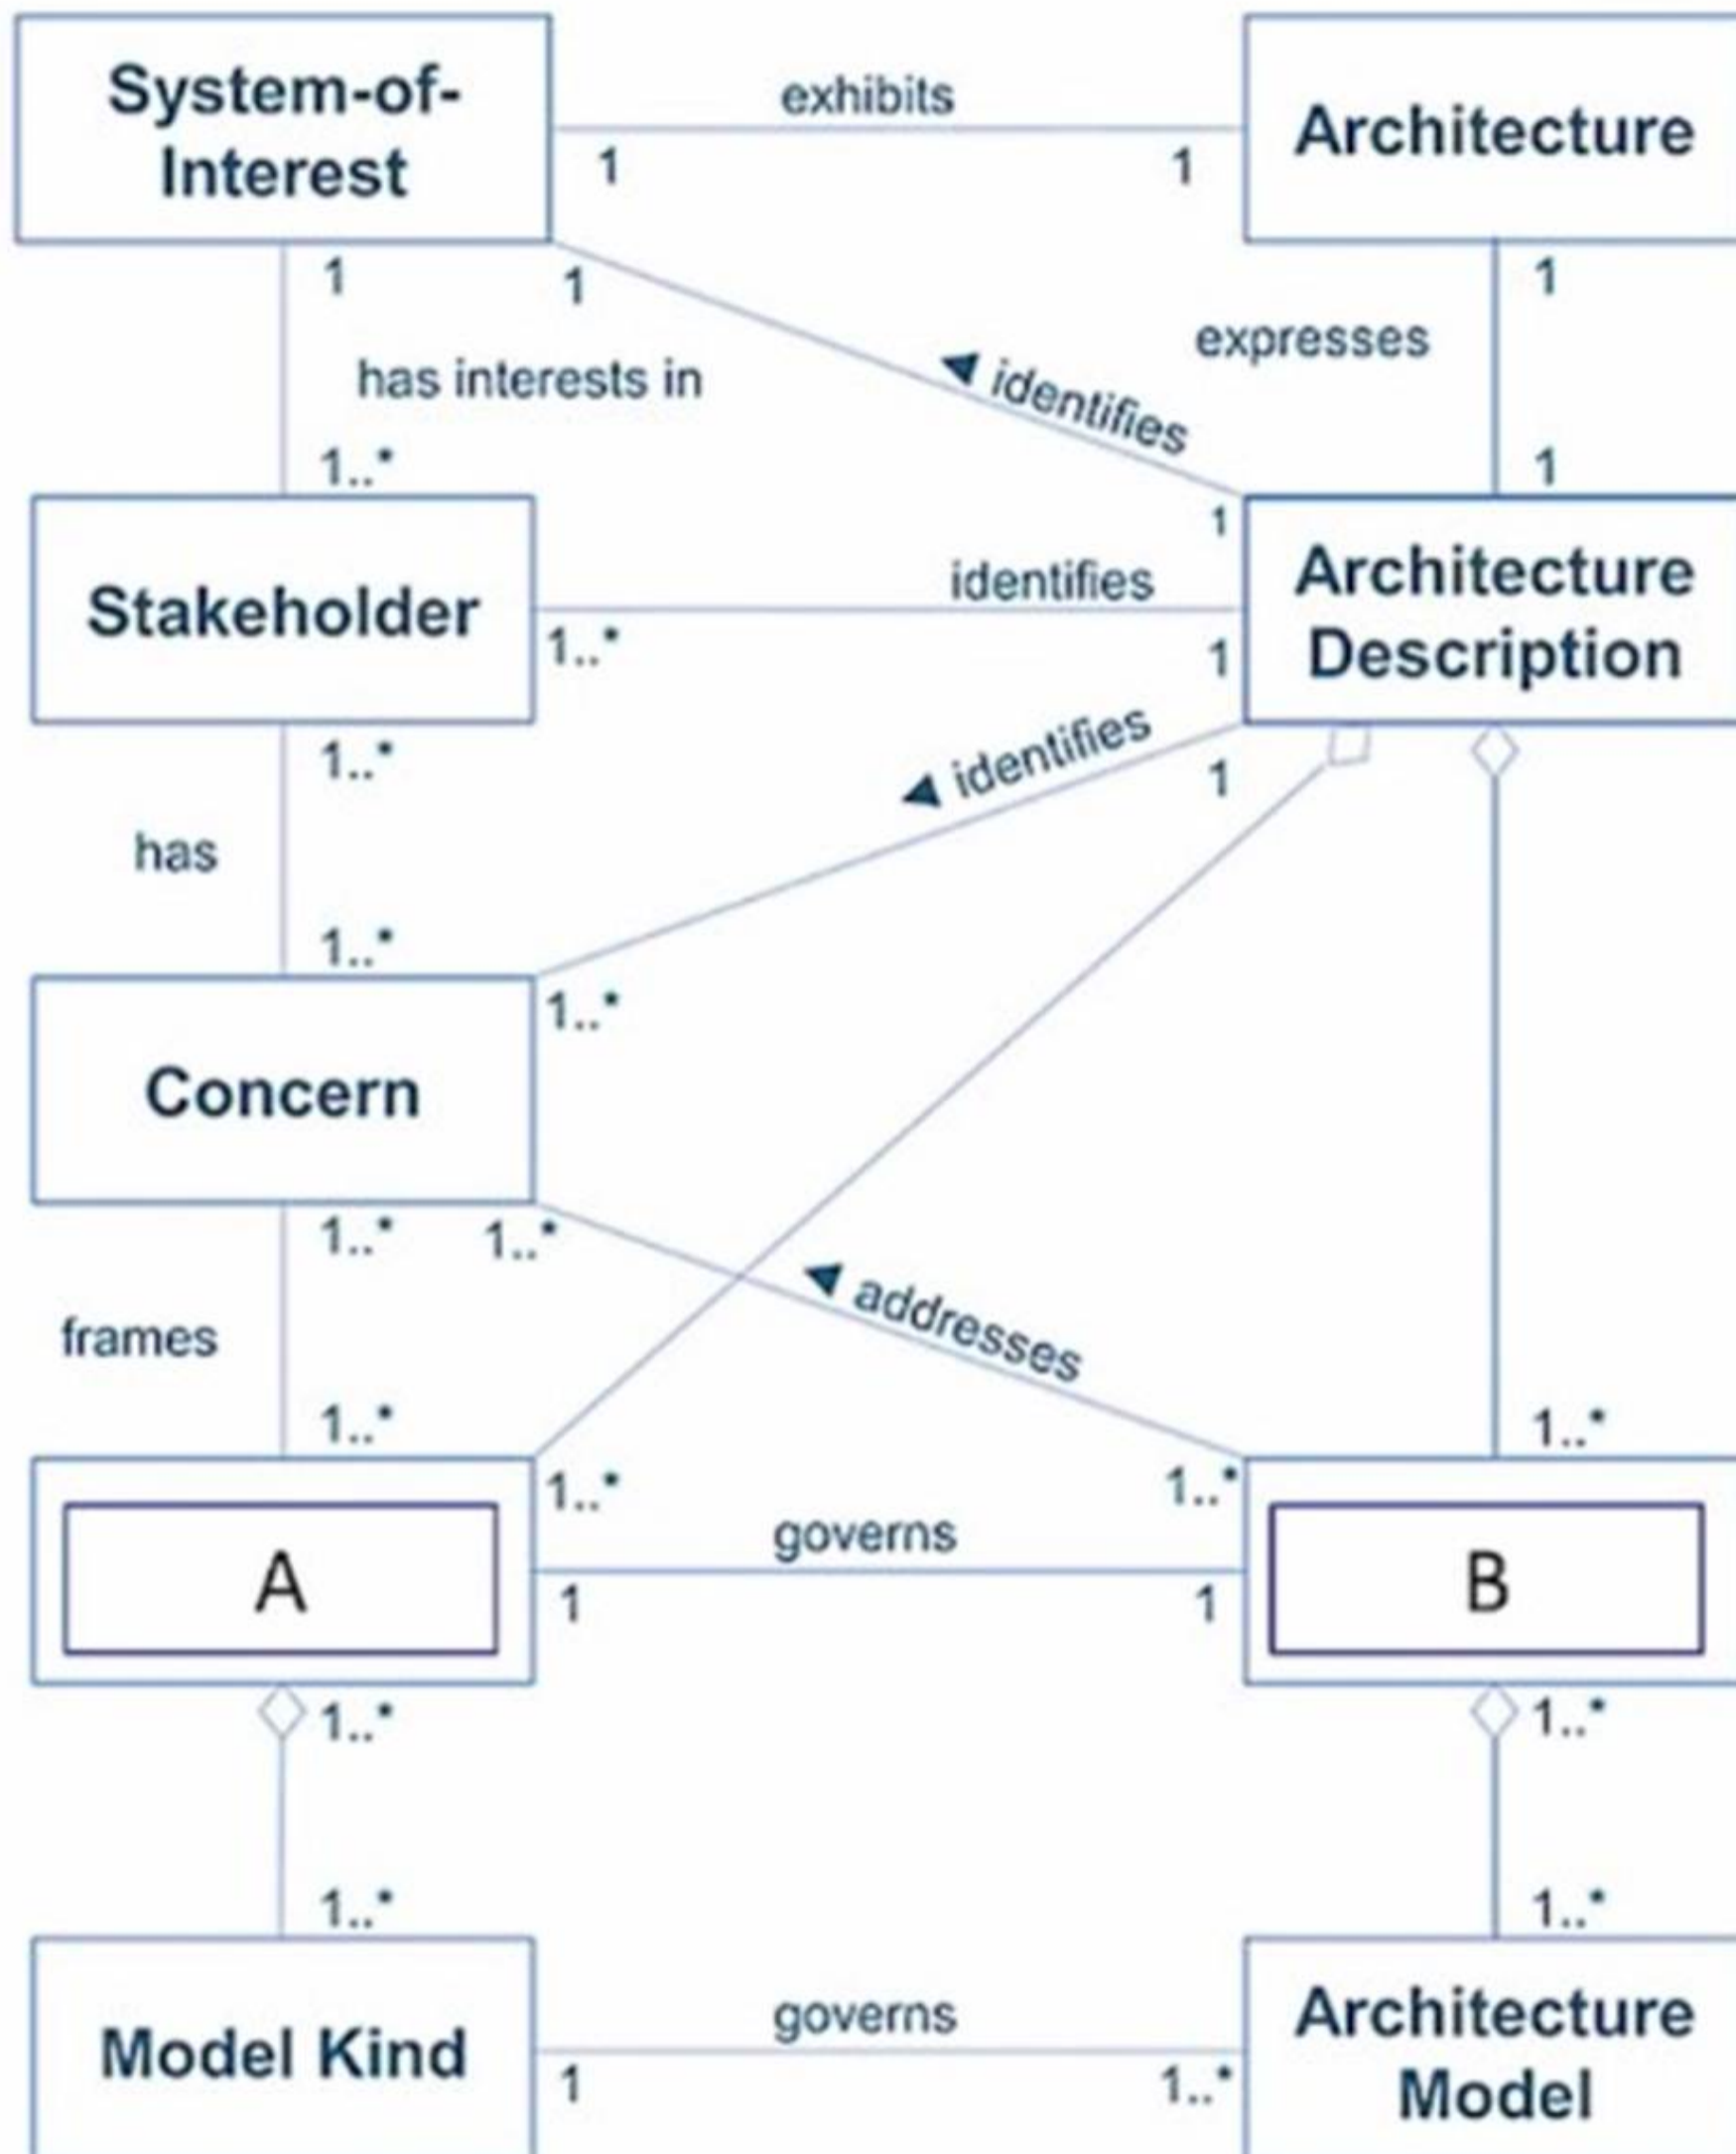 System-of-
Interest
exhibits
1
1
Architecture
1
1
has interests in
identifies
expresses
1
1..*
1
1
Stakeholder
identifies
1..*
1
Architecture
Description
1..*
has
identifies
1
1..*
1..*
Concern
1..*
1..*
frames
addresses
1..*
1..*
1..*
1..*
A
governs
1
1
B
1..*
1..*
1..*
1..*
Model Kind
governs
1
1..*
Architecture
Model